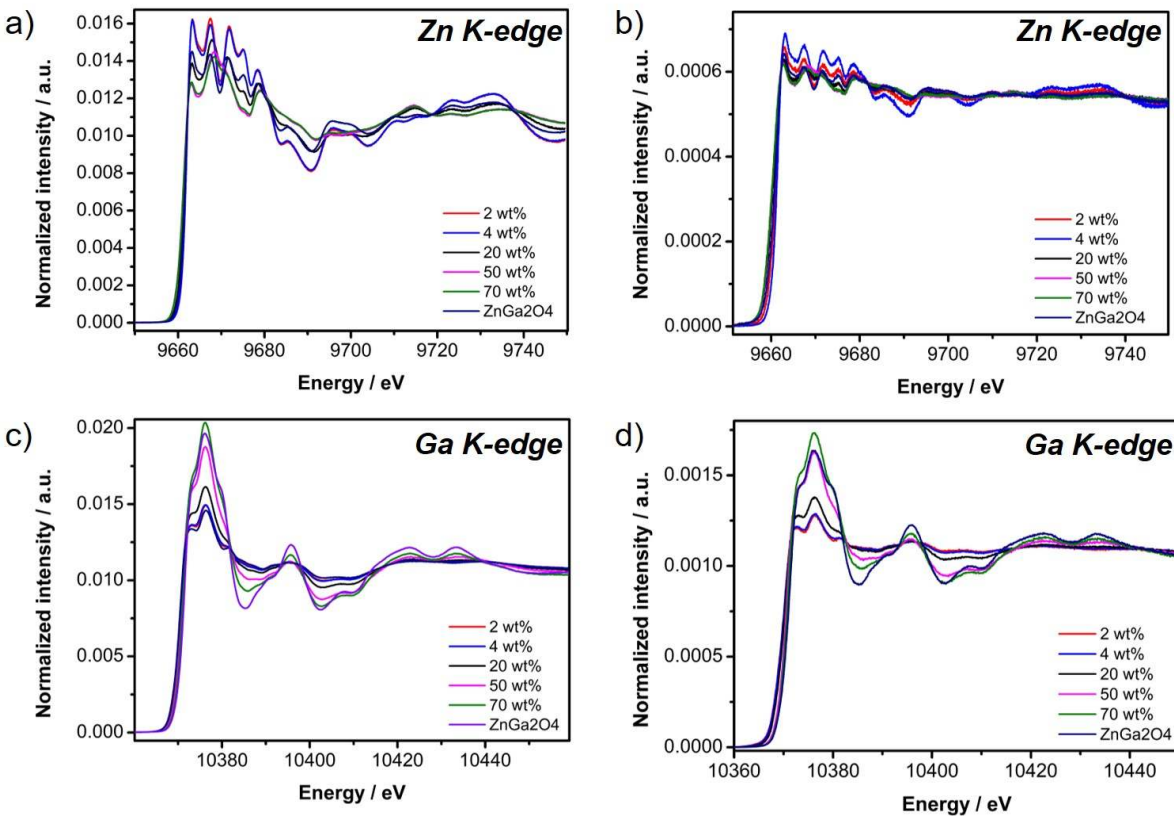 a)
Zn K-edge
Normalized intensity / a.u.
0.016
0.014
0.012
0.010
0.008
0.006
0.004
0.002
0.000
2 wt%
4 wt%
20 wt%
50 wt%
70 wt%
ZnGa2O4
9660 9680 9700 9720 9740
Energy / eV
b)
Zn K-edge
Normalized intensity / a.u.
0.0006
0.0004
0.0002
0.0000
2 wt%
4 wt%
20 wt%
50 wt%
70 wt%
ZnGa2O4
9660 9680 9700 9720 9740
Energy / eV
c)
Ga K-edge
Normalized intensity / a.u.
0.020
0.015
0.010
0.005
0.000
2 wt%
4 wt%
20 wt%
50 wt%
70 wt%
ZnGa2O4
10380 10400 10420 10440
Energy / eV
d)
Ga K-edge
Normalized intensity / a.u.
0.0015
0.0010
0.0005
0.0000
2 wt%
4 wt%
20 wt%
50 wt%
70 wt%
ZnGa2O4
10360 10380 10400 10420 10440
Energy / eV